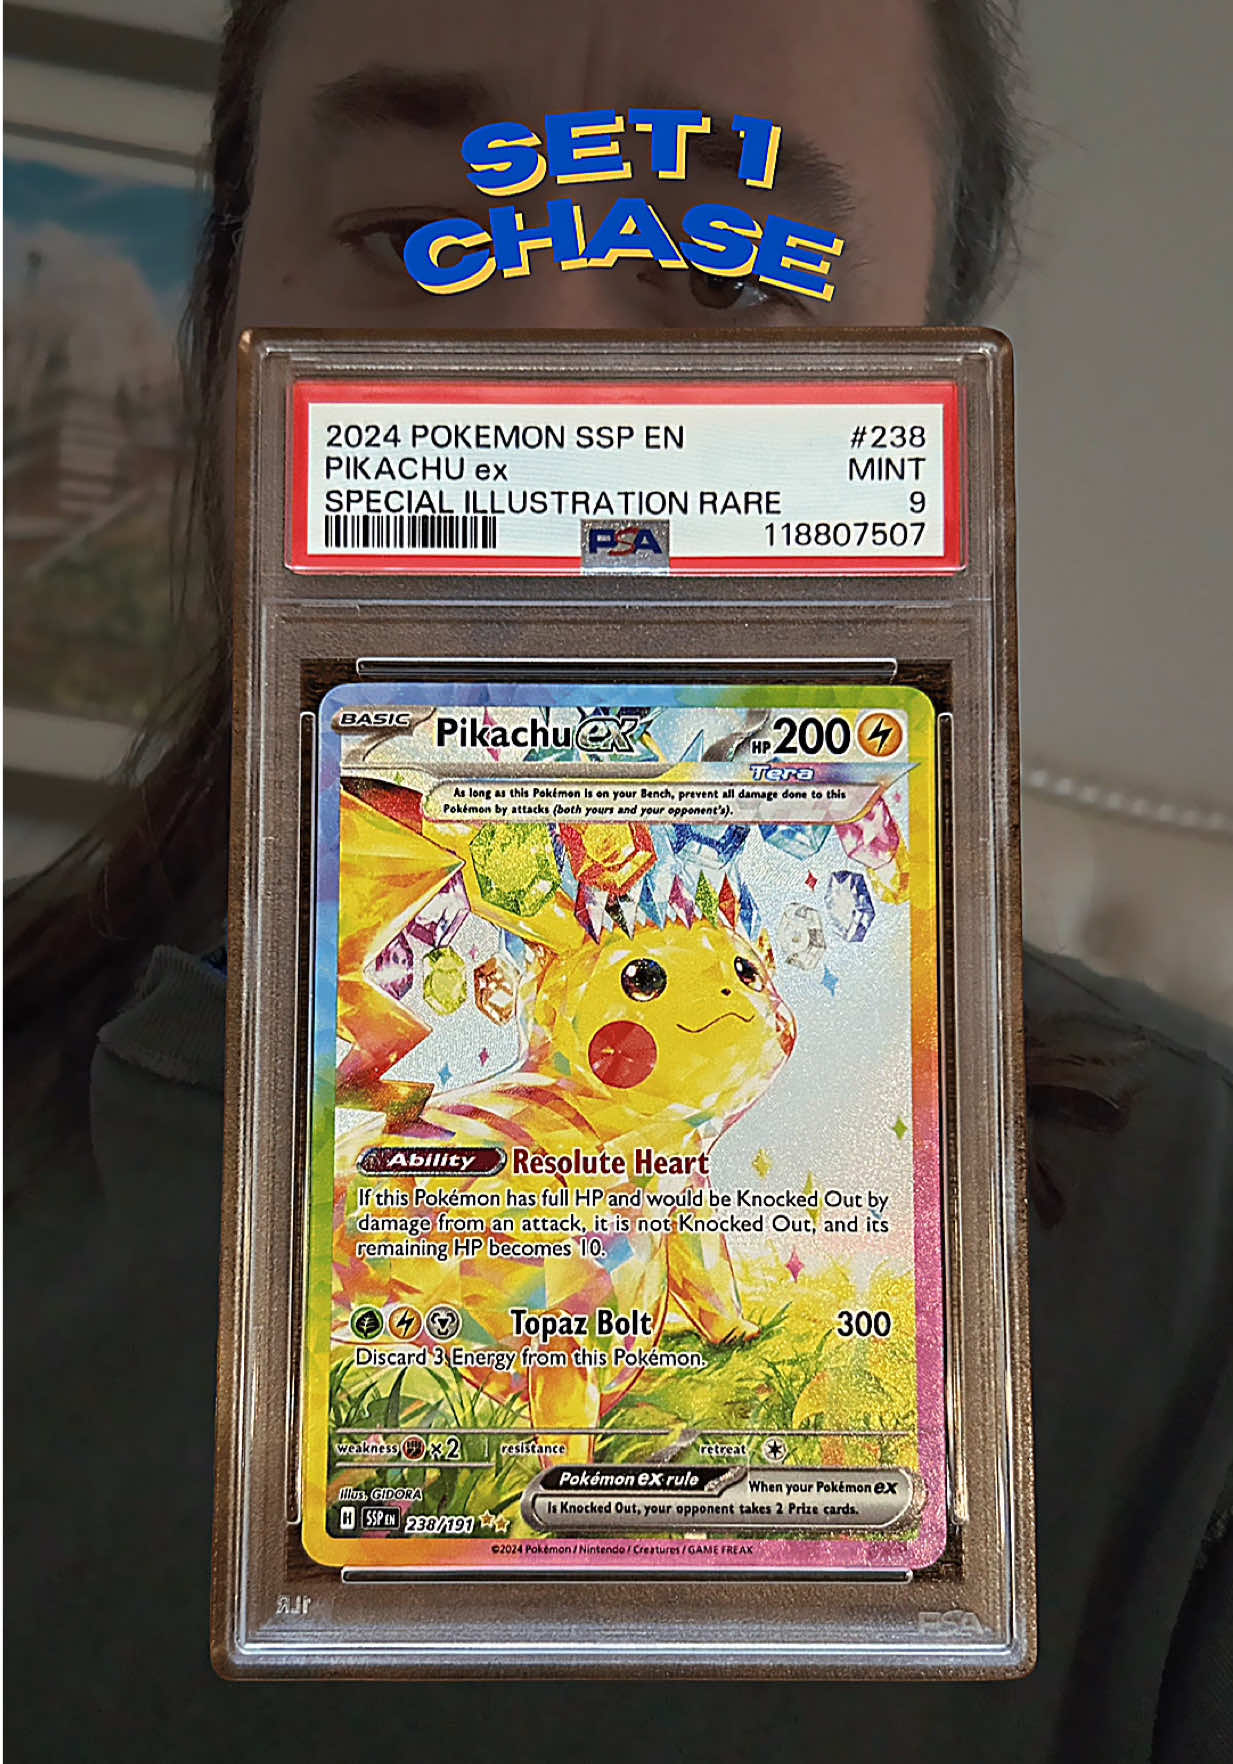 SET 1
CHASE
2024 POKEMON SSP EN #238
PIKACHU ex MINT
SPECIAL ILLUSTRATION RARE 9
PSA 118807507
BASIC Pikachu ex HP 200
Tera
As long as this Pokémon is on your Bench, prevent all damage done to this
Pokémon by attacks (both yours and your opponent's).
Ability Resolute Heart
If this Pokémon has full HP and would be Knocked Out by
damage from an attack, it is not Knocked Out, and its
remaining HP becomes 10.
Topaz Bolt 300
Discard 3 Energy from this Pokémon.
weakness ×2 resistance retreat
Pokémon ex rule When your Pokémon ex
is Knocked Out, your opponent takes 2 Prize cards.
Illus. GIDORA
H SSP EN 238/191
©2024 Pokémon / Nintendo / Creatures / GAME FREAK
PSA